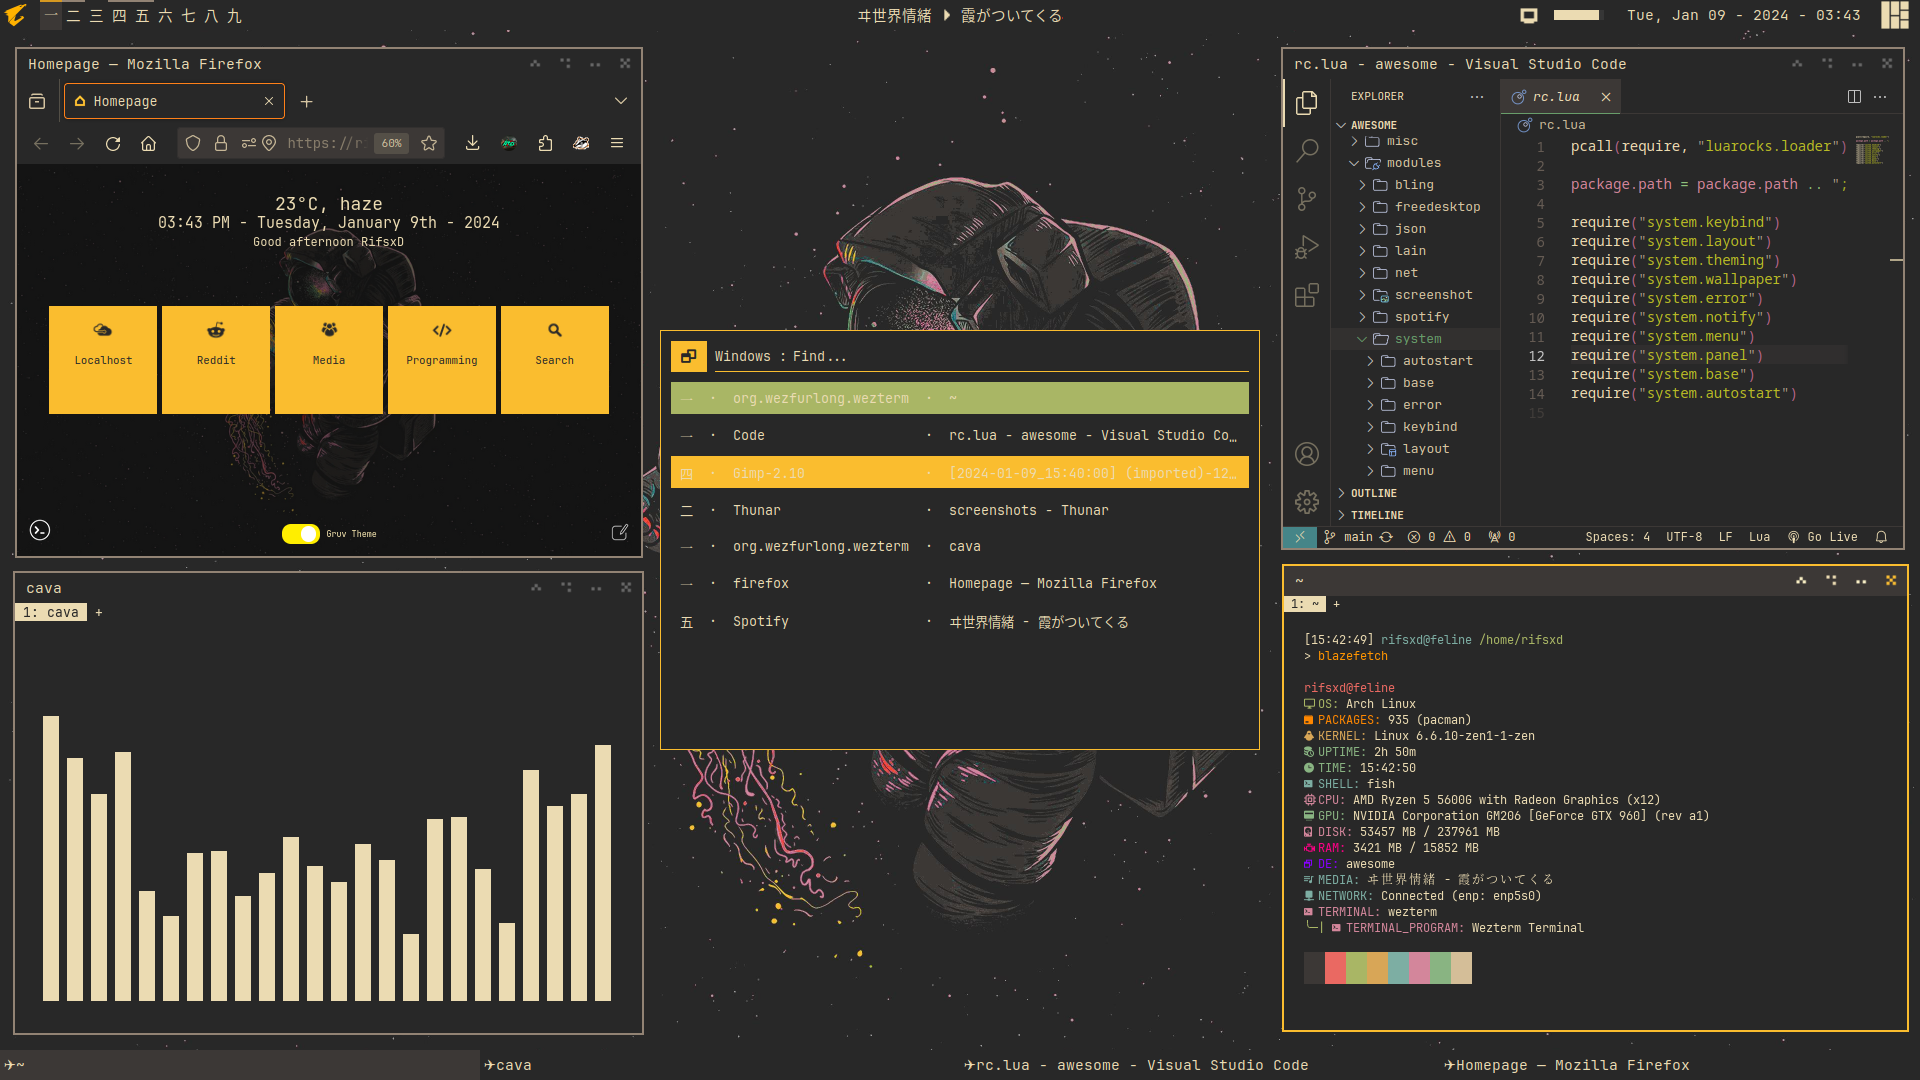 一 二 三 四 五 六 七 八 九
ヰ世界情緒 霞がついてくる
Tue, Jan 09 - 2024 - 03:43
Homepage — Mozilla Firefox
Homepage
https://r
60%
23°C, haze
03:43 PM - Tuesday, January 9th - 2024
Good afternoon RifsxD
Localhost
Reddit
Media
Programming
Search
Gruv Theme
cava
1: cava +
Windows : Find...
一 · org.wezfurlong.wezterm · ~
一 · Code · rc.lua - awesome - Visual Studio Co…
四 · Gimp-2.10 · [2024-01-09_15:40:00] (imported)-12…
二 · Thunar · screenshots - Thunar
一 · org.wezfurlong.wezterm · cava
一 · firefox · Homepage — Mozilla Firefox
五 · Spotify · ヰ世界情緒 - 霞がついてくる
rc.lua - awesome - Visual Studio Code
EXPLORER
AWESOME
misc
modules
bling
freedesktop
json
lain
net
screenshot
spotify
system
autostart
base
error
keybind
layout
menu
OUTLINE
TIMELINE
rc.lua
rc.lua
1 pcall(require, "luarocks.loader")
2
3 package.path = package.path .. ";
4
5 require("system.keybind")
6 require("system.layout")
7 require("system.theming")
8 require("system.wallpaper")
9 require("system.error")
10 require("system.notify")
11 require("system.menu")
12 require("system.panel")
13 require("system.base")
14 require("system.autostart")
15
main 0 0 0 Spaces: 4 UTF-8 LF Lua Go Live
~
1: ~ +
[15:42:49] rifsxd@feline /home/rifsxd
> blazefetch
rifsxd@feline
OS: Arch Linux
PACKAGES: 935 (pacman)
KERNEL: Linux 6.6.10-zen1-1-zen
UPTIME: 2h 50m
TIME: 15:42:50
SHELL: fish
CPU: AMD Ryzen 5 5600G with Radeon Graphics (x12)
GPU: NVIDIA Corporation GM206 [GeForce GTX 960] (rev a1)
DISK: 53457 MB / 237961 MB
RAM: 3421 MB / 15852 MB
DE: awesome
MEDIA: ヰ世界情緒 - 霞がついてくる
NETWORK: Connected (enp: enp5s0)
TERMINAL: wezterm
TERMINAL_PROGRAM: Wezterm Terminal
✈~
✈cava
✈rc.lua - awesome - Visual Studio Code
✈Homepage — Mozilla Firefox